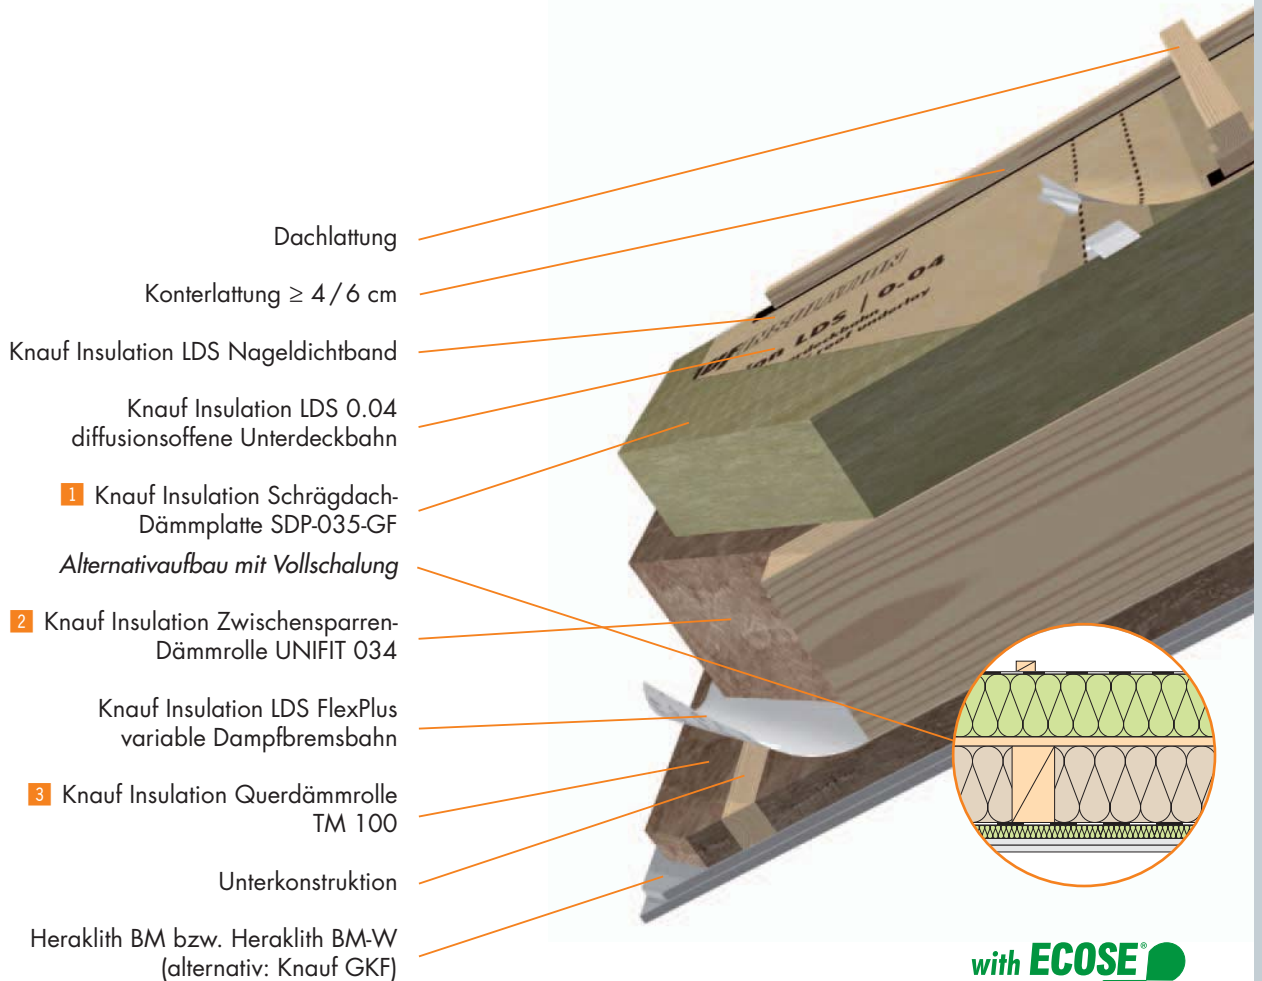 Dachlattung
Konterlattung ≥ 4/6 cm
Knauf Insulation LDS Nageldichtband
Knauf Insulation LDS 0.04
diffusionsoffene Unterdeckbahn
1 Knauf Insulation Schrägdach-
Dämmplatte SDP-035-GF
Alternativaufbau mit Vollschalung
2 Knauf Insulation Zwischensparren-
Dämmrolle UNIFIT 034
Knauf Insulation LDS FlexPlus
variable Dampfbremsbahn
3 Knauf Insulation Querdämmrolle
TM 100
Unterkonstruktion
Heraklith BM bzw. Heraklith BM-W
(alternativ: Knauf GKF)
LDS | 0.04
underlay
with ECOSE®